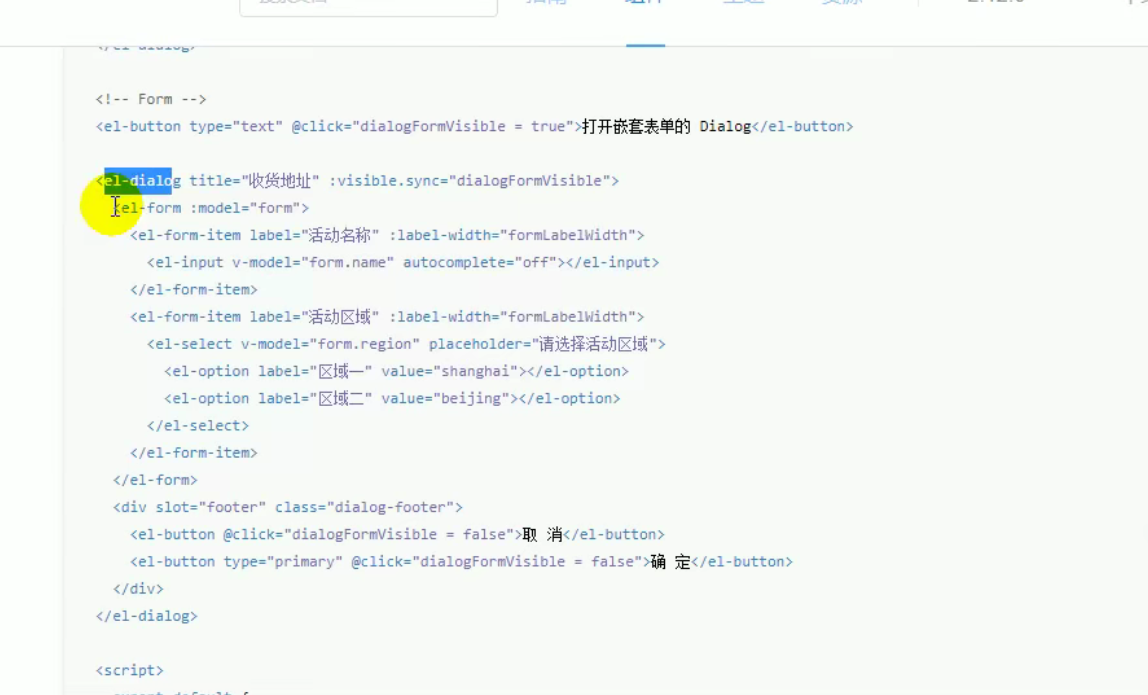 </el-dialog>
<!-- Form -->
<el-button type="text" @click="dialogFormVisible = true">打开嵌套表单的 Dialog</el-button>
<el-dialog title="收货地址" :visible.sync="dialogFormVisible">
<el-form :model="form">
<el-form-item label="活动名称" :label-width="formLabelWidth">
<el-input v-model="form.name" autocomplete="off"></el-input>
</el-form-item>
<el-form-item label="活动区域" :label-width="formLabelWidth">
<el-select v-model="form.region" placeholder="请选择活动区域">
<el-option label="区域一" value="shanghai"></el-option>
<el-option label="区域二" value="beijing"></el-option>
</el-select>
</el-form-item>
</el-form>
<div slot="footer" class="dialog-footer">
<el-button @click="dialogFormVisible = false">取 消</el-button>
<el-button type="primary" @click="dialogFormVisible = false">确 定</el-button>
</div>
</el-dialog>
<script>